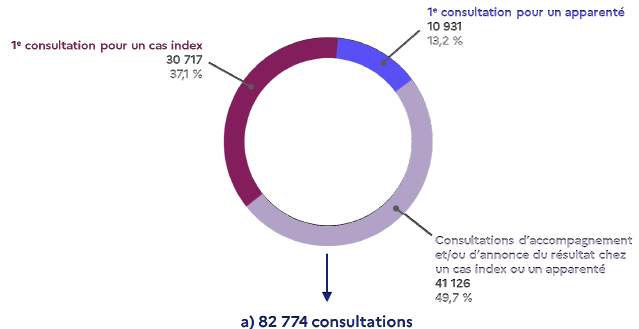 1e consultation pour un apparenté
10 931
13,2 %
1e consultation pour un cas index
30 717
37,1 %
Consultations d’accompagnement
et/ou d’annonce du résultat chez
un cas index ou un apparenté
41 126
49,7 %
a) 82 774 consultations